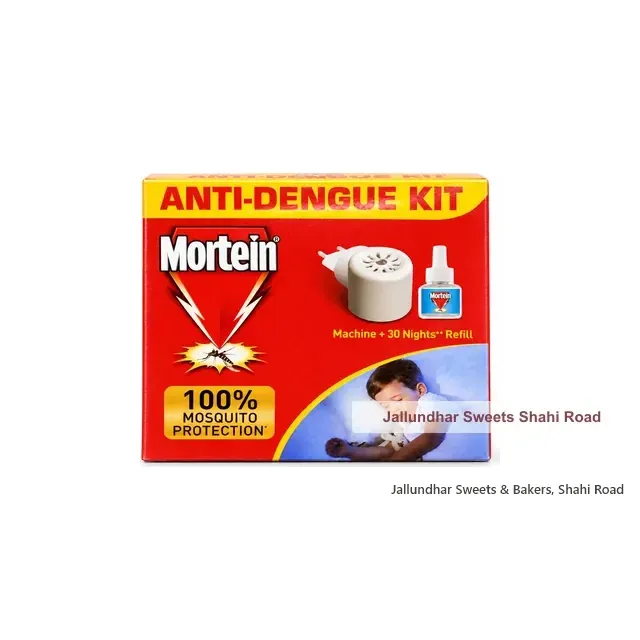 ANTI-DENGUE KIT
Mortein®
Mortein
Machine + 30 Nights** Refill
100%
MOSQUITO
PROTECTION*
Jallundhar Sweets Shahi Road
Jallundhar Sweets & Bakers, Shahi Road